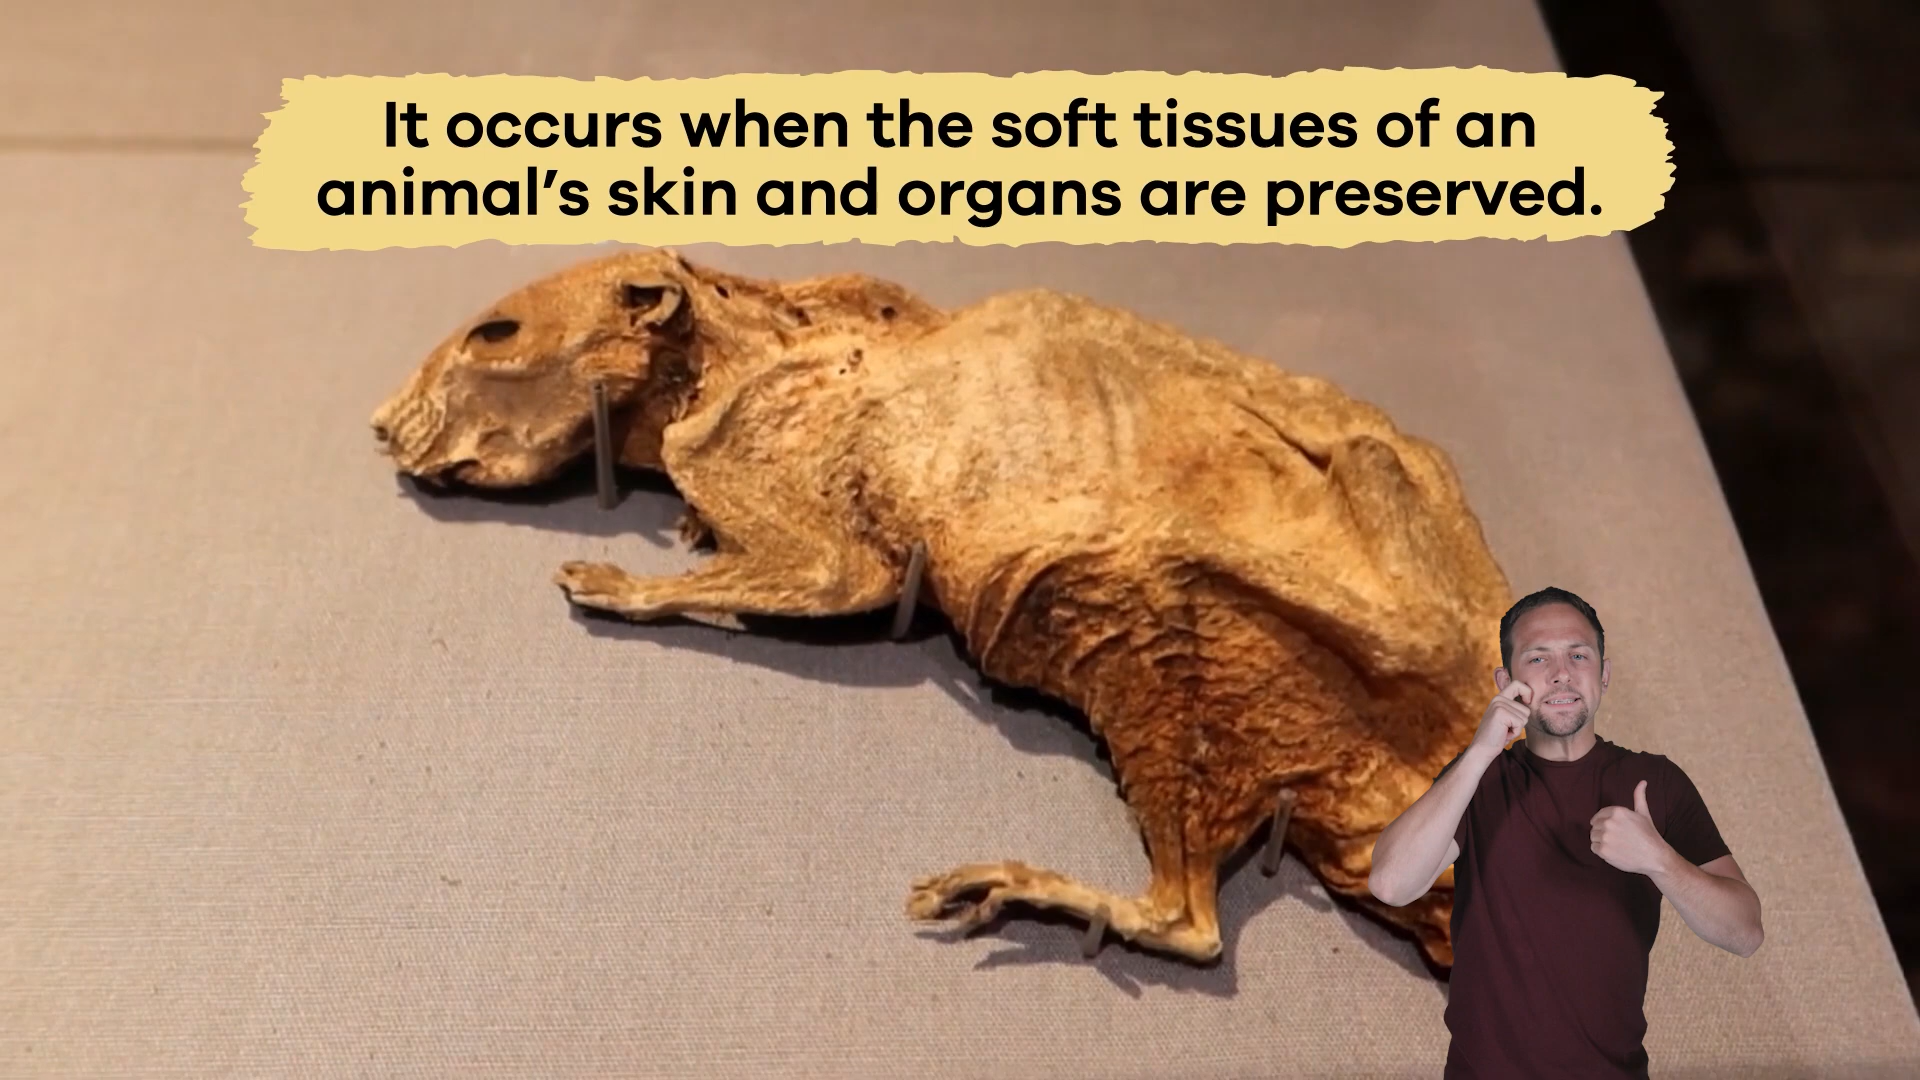 It occurs when the soft tissues of an
animal’s skin and organs are preserved.